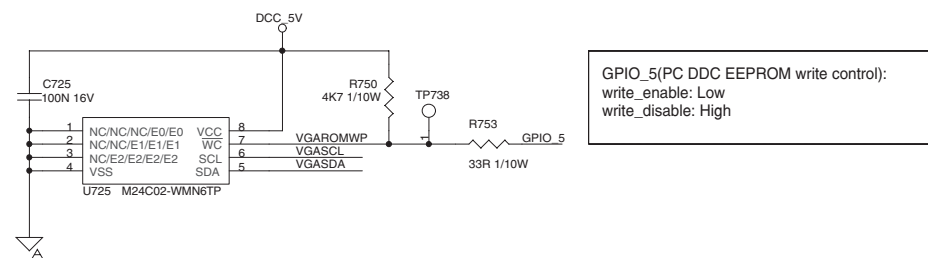 DCC_5V
C725
100N 16V
R750
4K7 1/10W
TP738
R753
GPIO_5
33R 1/10W
1 NC/NC/NC/E0/E0 VCC 8
2 NC/NC/E1/E1/E1 WC 7 VGAROMWP
3 NC/E2/E2/E2/E2 SCL 6 VGASCL
4 VSS SDA 5 VGASDA
1
U725 M24C02-WMN6TP
A
GPIO_5(PC DDC EEPROM write control):
write_enable: Low
write_disable: High